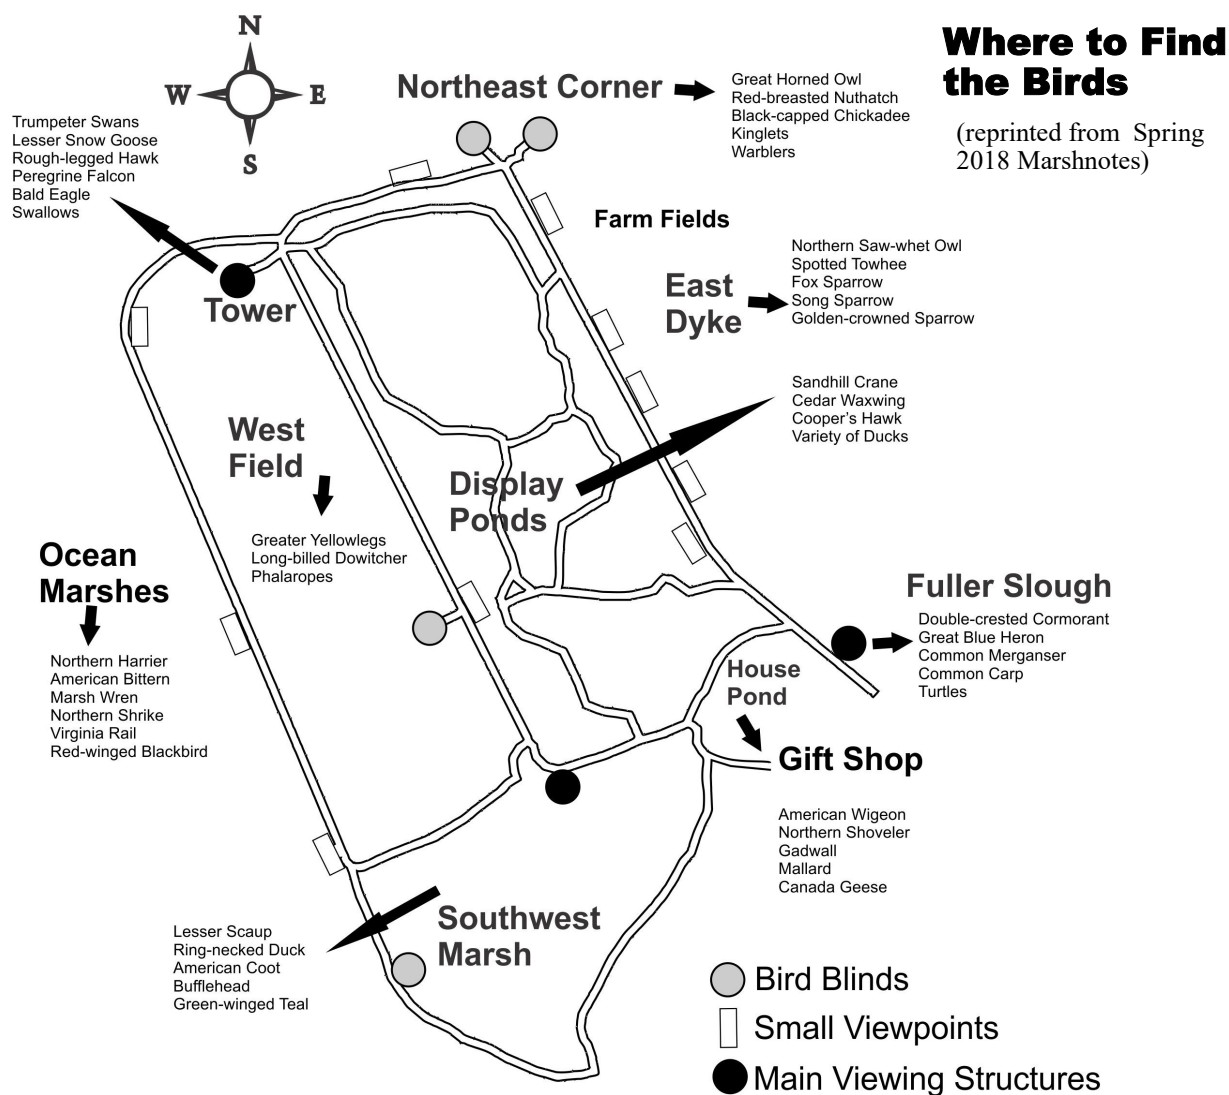 N
W
E
S
Where to Find
the Birds
(reprinted from Spring
2018 Marshnotes)
Northeast Corner
Great Horned Owl
Red-breasted Nuthatch
Black-capped Chickadee
Kinglets
Warblers
Trumpeter Swans
Lesser Snow Goose
Rough-legged Hawk
Peregrine Falcon
Bald Eagle
Swallows
Tower
Farm Fields
East
Dyke
Northern Saw-whet Owl
Spotted Towhee
Fox Sparrow
Song Sparrow
Golden-crowned Sparrow
Sandhill Crane
Cedar Waxwing
Cooper's Hawk
Variety of Ducks
West
Field
Display
Ponds
Greater Yellowlegs
Long-billed Dowitcher
Phalaropes
Ocean
Marshes
Northern Harrier
American Bittern
Marsh Wren
Northern Shrike
Virginia Rail
Red-winged Blackbird
Fuller Slough
Double-crested Cormorant
Great Blue Heron
Common Merganser
Common Carp
Turtles
House
Pond
Gift Shop
American Wigeon
Northern Shoveler
Gadwall
Mallard
Canada Geese
Southwest
Marsh
Lesser Scaup
Ring-necked Duck
American Coot
Bufflehead
Green-winged Teal
Bird Blinds
Small Viewpoints
Main Viewing Structures